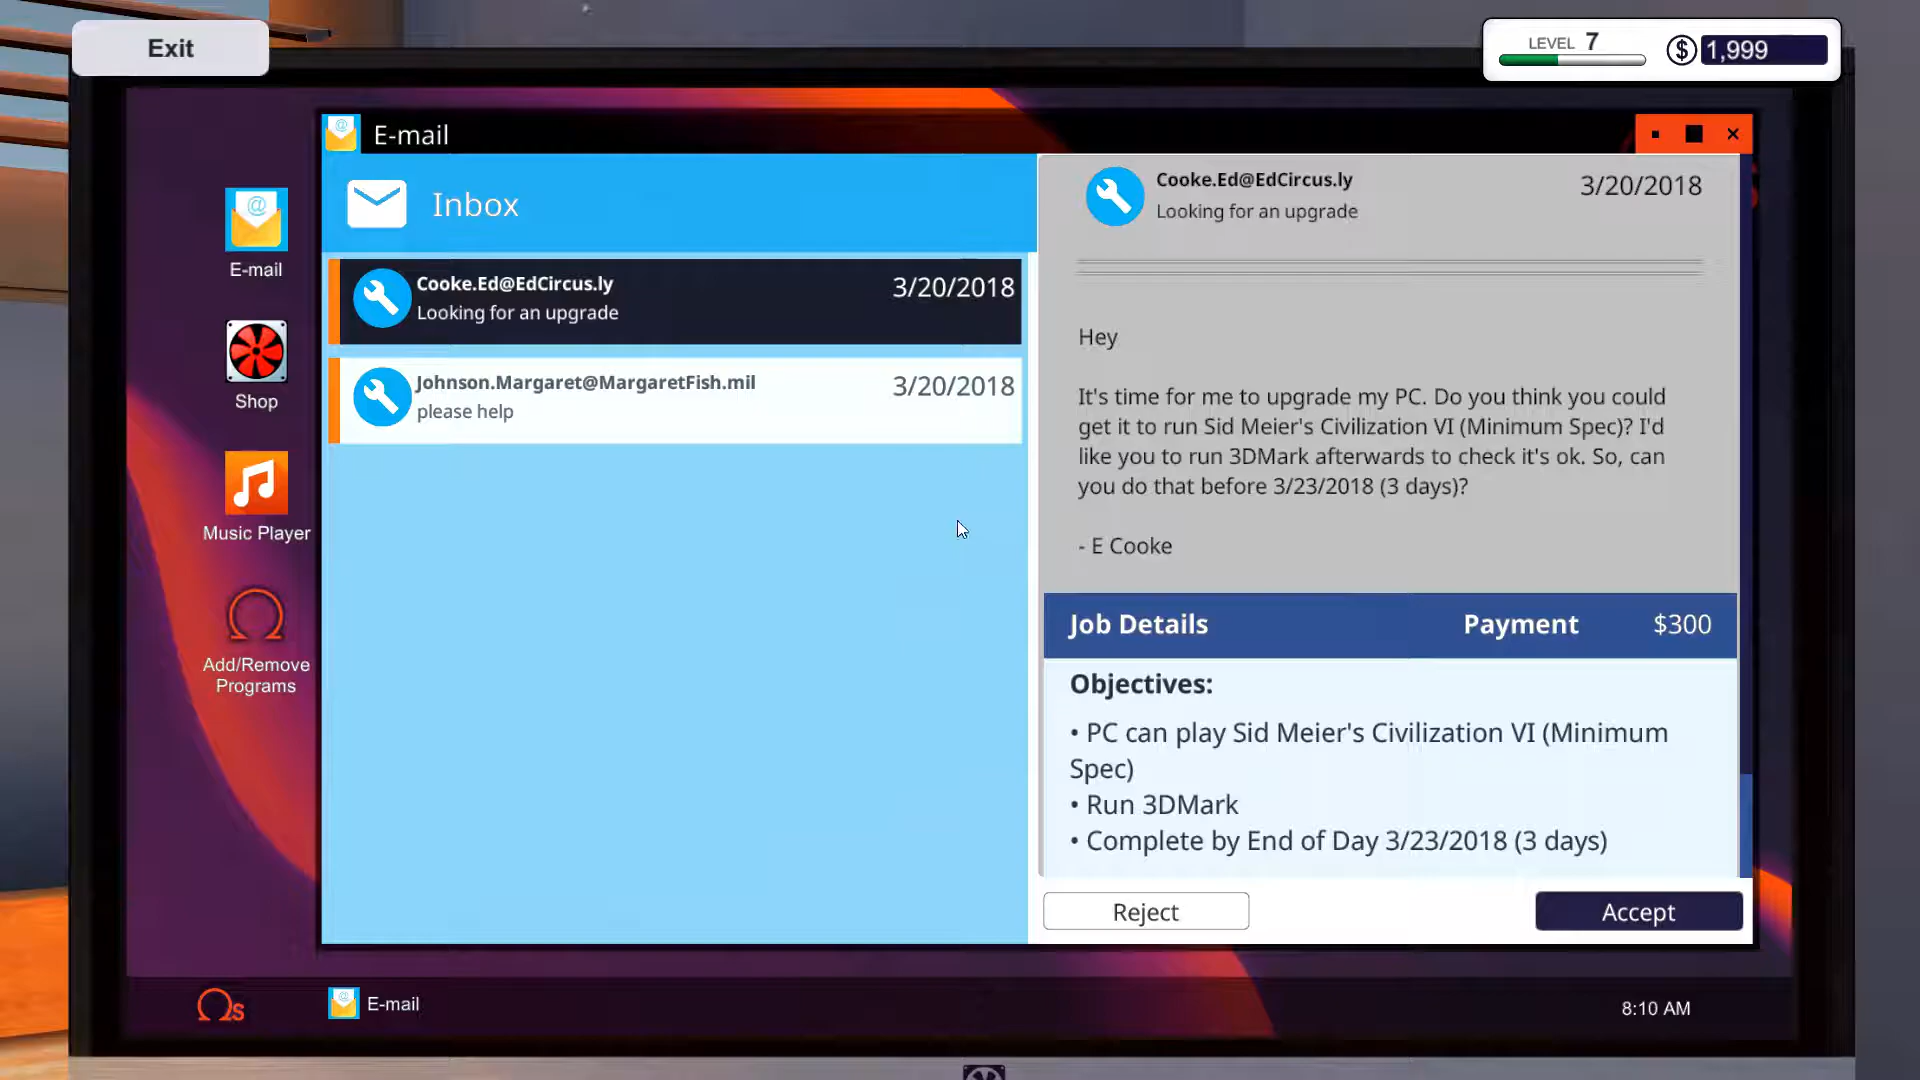 Exit
LEVEL 7
$ 1,999
E-mail
Inbox
Cooke.Ed@EdCircus.ly
3/20/2018
Looking for an upgrade
Johnson.Margaret@MargaretFish.mil
3/20/2018
please help
Cooke.Ed@EdCircus.ly
3/20/2018
Looking for an upgrade
Hey
It's time for me to upgrade my PC. Do you think you could
get it to run Sid Meier's Civilization VI (Minimum Spec)? I'd
like you to run 3DMark afterwards to check it's ok. So, can
you do that before 3/23/2018 (3 days)?
- E Cooke
Job Details
Payment
$300
Objectives:
• PC can play Sid Meier's Civilization VI (Minimum
Spec)
• Run 3DMark
• Complete by End of Day 3/23/2018 (3 days)
Reject
Accept
E-mail
Shop
Music Player
Add/Remove
Programs
Ωs
E-mail
8:10 AM